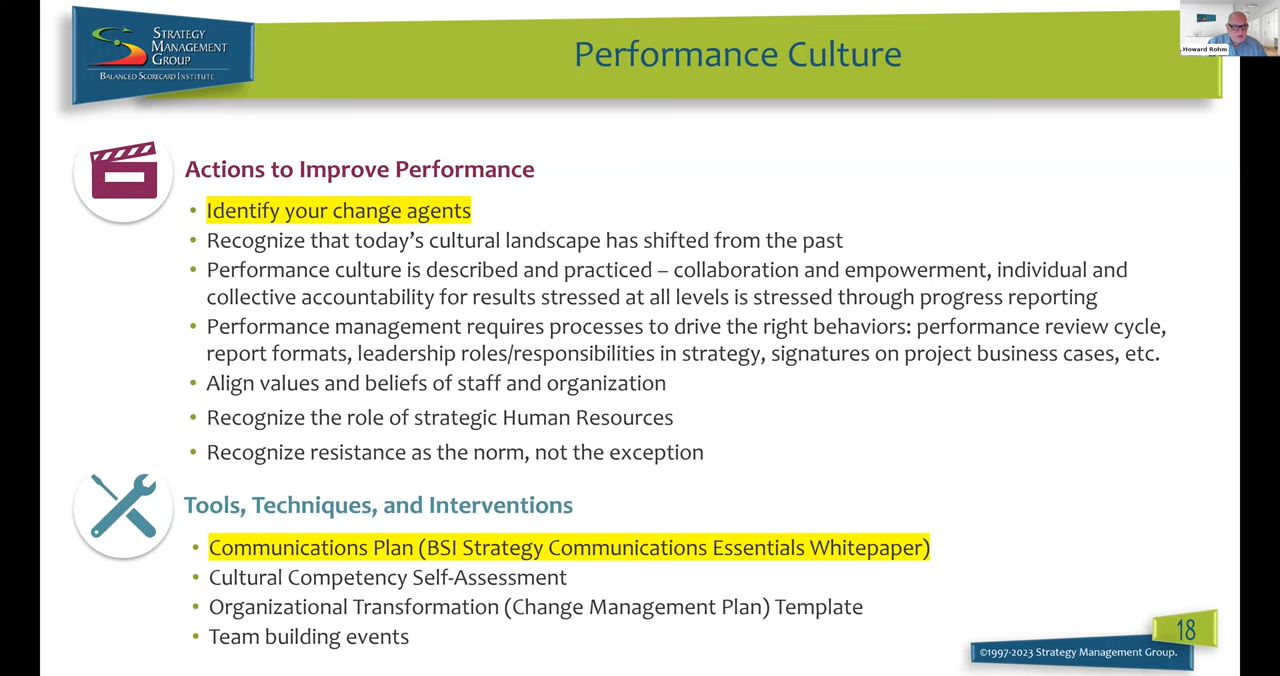 STRATEGY
MANAGEMENT
GROUP
BALANCED SCORECARD INSTITUTE
Performance Culture
Howard Rohm
Actions to Improve Performance
• Identify your change agents
• Recognize that today's cultural landscape has shifted from the past
• Performance culture is described and practiced – collaboration and empowerment, individual and
collective accountability for results stressed at all levels is stressed through progress reporting
• Performance management requires processes to drive the right behaviors: performance review cycle,
report formats, leadership roles/responsibilities in strategy, signatures on project business cases, etc.
• Align values and beliefs of staff and organization
• Recognize the role of strategic Human Resources
• Recognize resistance as the norm, not the exception
Tools, Techniques, and Interventions
• Communications Plan (BSI Strategy Communications Essentials Whitepaper)
• Cultural Competency Self-Assessment
• Organizational Transformation (Change Management Plan) Template
• Team building events
18
©1997-2023 Strategy Management Group.